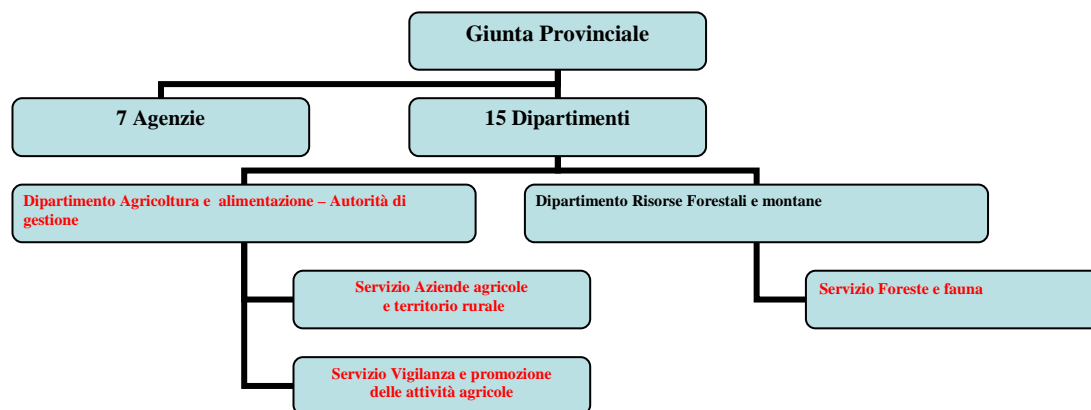 Giunta Provinciale
7 Agenzie
15 Dipartimenti
Dipartimento Agricoltura e alimentazione – Autorità di
gestione
Dipartimento Risorse Forestali e montane
Servizio Aziende agricole
e territorio rurale
Servizio Foreste e fauna
Servizio Vigilanza e promozione
delle attività agricole